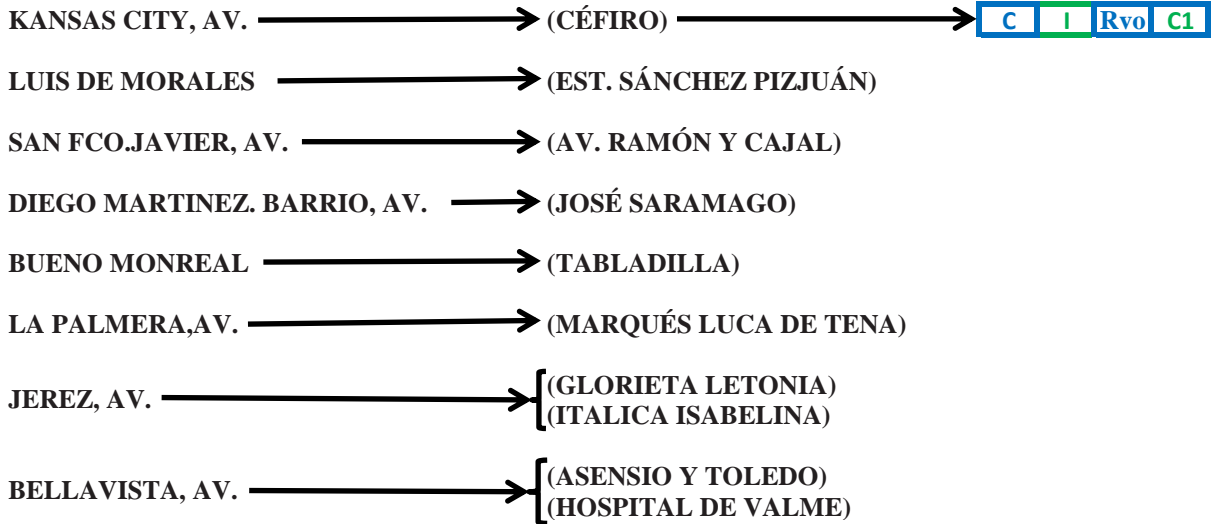 KANSAS CITY, AV. (CÉFIRO) C I Rvo C1
LUIS DE MORALES (EST. SÁNCHEZ PIZJUÁN)
SAN FCO.JAVIER, AV. (AV. RAMÓN Y CAJAL)
DIEGO MARTINEZ. BARRIO, AV. (JOSÉ SARAMAGO)
BUENO MONREAL (TABLADILLA)
LA PALMERA,AV. (MARQUÉS LUCA DE TENA)
JEREZ, AV. (GLORIETA LETONIA)
(ITALICA ISABELINA)
BELLAVISTA, AV. (ASENSIO Y TOLEDO)
(HOSPITAL DE VALME)